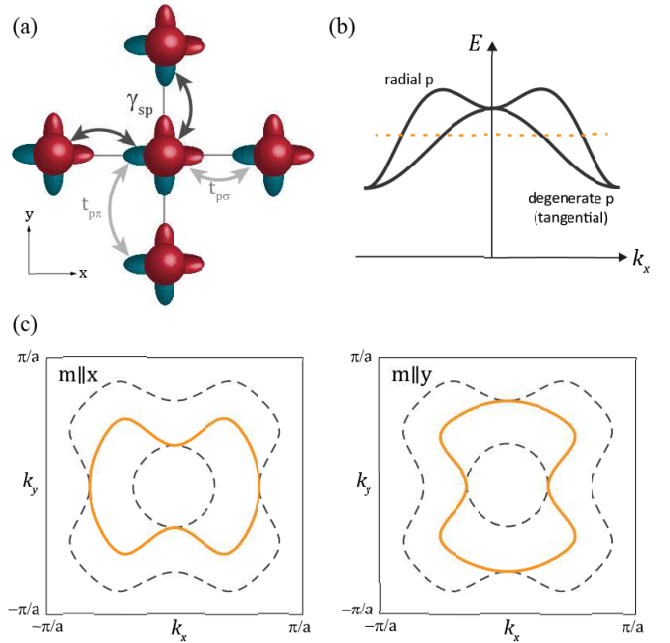 (a)
γsp
tpπ
tpσ
y
x
(b)
E
radial p
degenerate p
(tangential)
kx
(c)
π/a
m∥x
ky
−π/a
−π/a
kx
π/a
π/a
m∥y
ky
−π/a
−π/a
kx
π/a